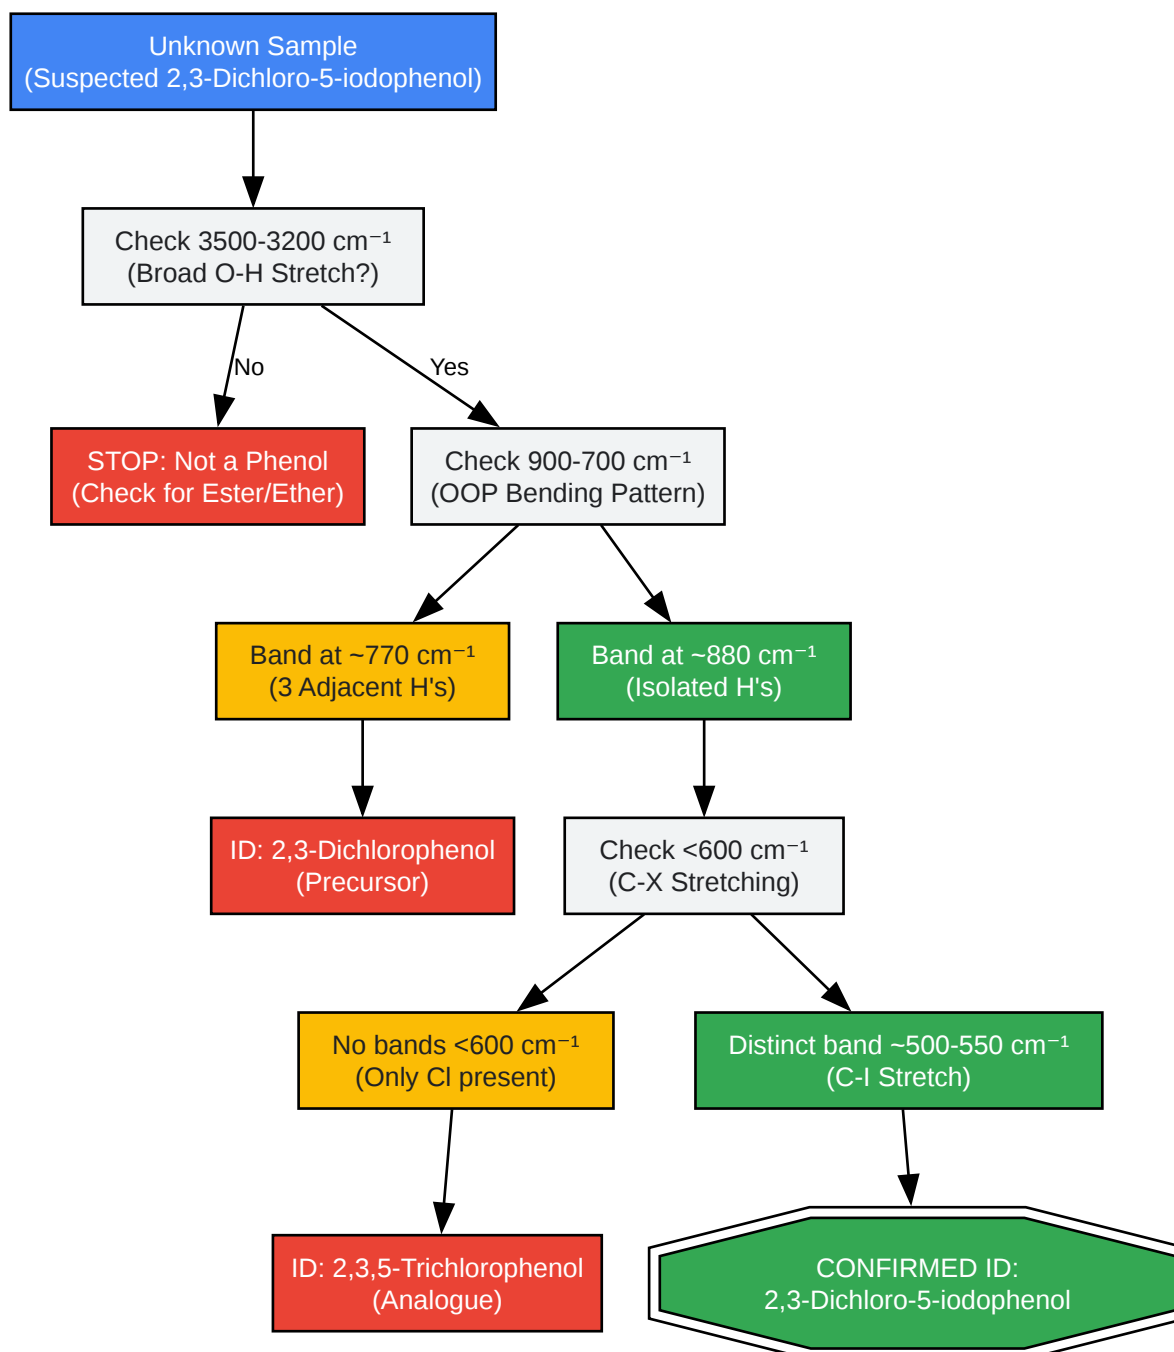 Unknown Sample
(Suspected 2,3-Dichloro-5-iodophenol)
Check 3500-3200 cm⁻¹
(Broad O-H Stretch?)
No
Yes
STOP: Not a Phenol
(Check for Ester/Ether)
Check 900-700 cm⁻¹
(OOP Bending Pattern)
Band at ~770 cm⁻¹
(3 Adjacent H's)
Band at ~880 cm⁻¹
(Isolated H's)
ID: 2,3-Dichlorophenol
(Precursor)
Check <600 cm⁻¹
(C-X Stretching)
No bands <600 cm⁻¹
(Only Cl present)
Distinct band ~500-550 cm⁻¹
(C-I Stretch)
ID: 2,3,5-Trichlorophenol
(Analogue)
CONFIRMED ID:
2,3-Dichloro-5-iodophenol